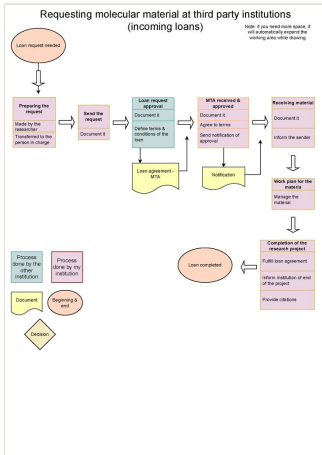 Requesting molecular material at third party institutions
(incoming loans)
Note: if you need more space, it
will automatically expand the
working area while drawing
Loan request needed
Preparing the
request
Made by the
researcher
Transferred to the
person in charge
Send the
request
Document it
Loan request
approval
Document it
Define terms &
conditions of the
loan
Loan agreement -
MTA
MTA received &
approved
Document it
Agree to terms
Send notification of
approval
Notification
Receiving material
Document it
Inform the sender
Work plan for the
materia
Manage the
material
Completion of the
research project
Fulfill loan agreement
Inform institution of end
of the project
Provide citations
Loan completed
Process
done by the
other
institution
Process
done by my
institution
Document
Beginning &
end
Decision